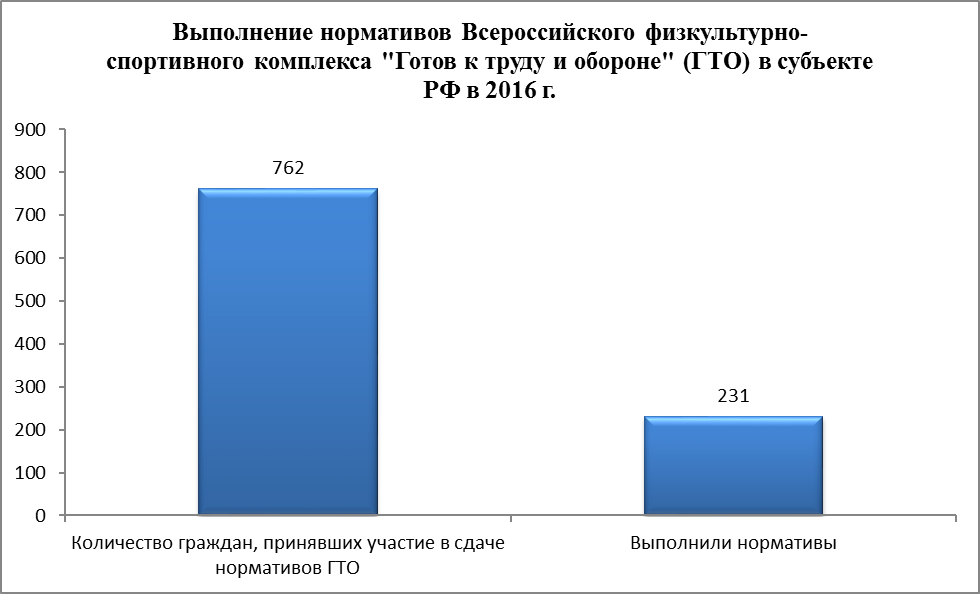 Выполнение нормативов Всероссийского физкультурно-
спортивного комплекса "Готов к труду и обороне" (ГТО) в субъекте
РФ в 2016 г.
900
800
700
600
500
400
300
200
100
0
762
231
Количество граждан, принявших участие в сдаче
нормативов ГТО
Выполнили нормативы